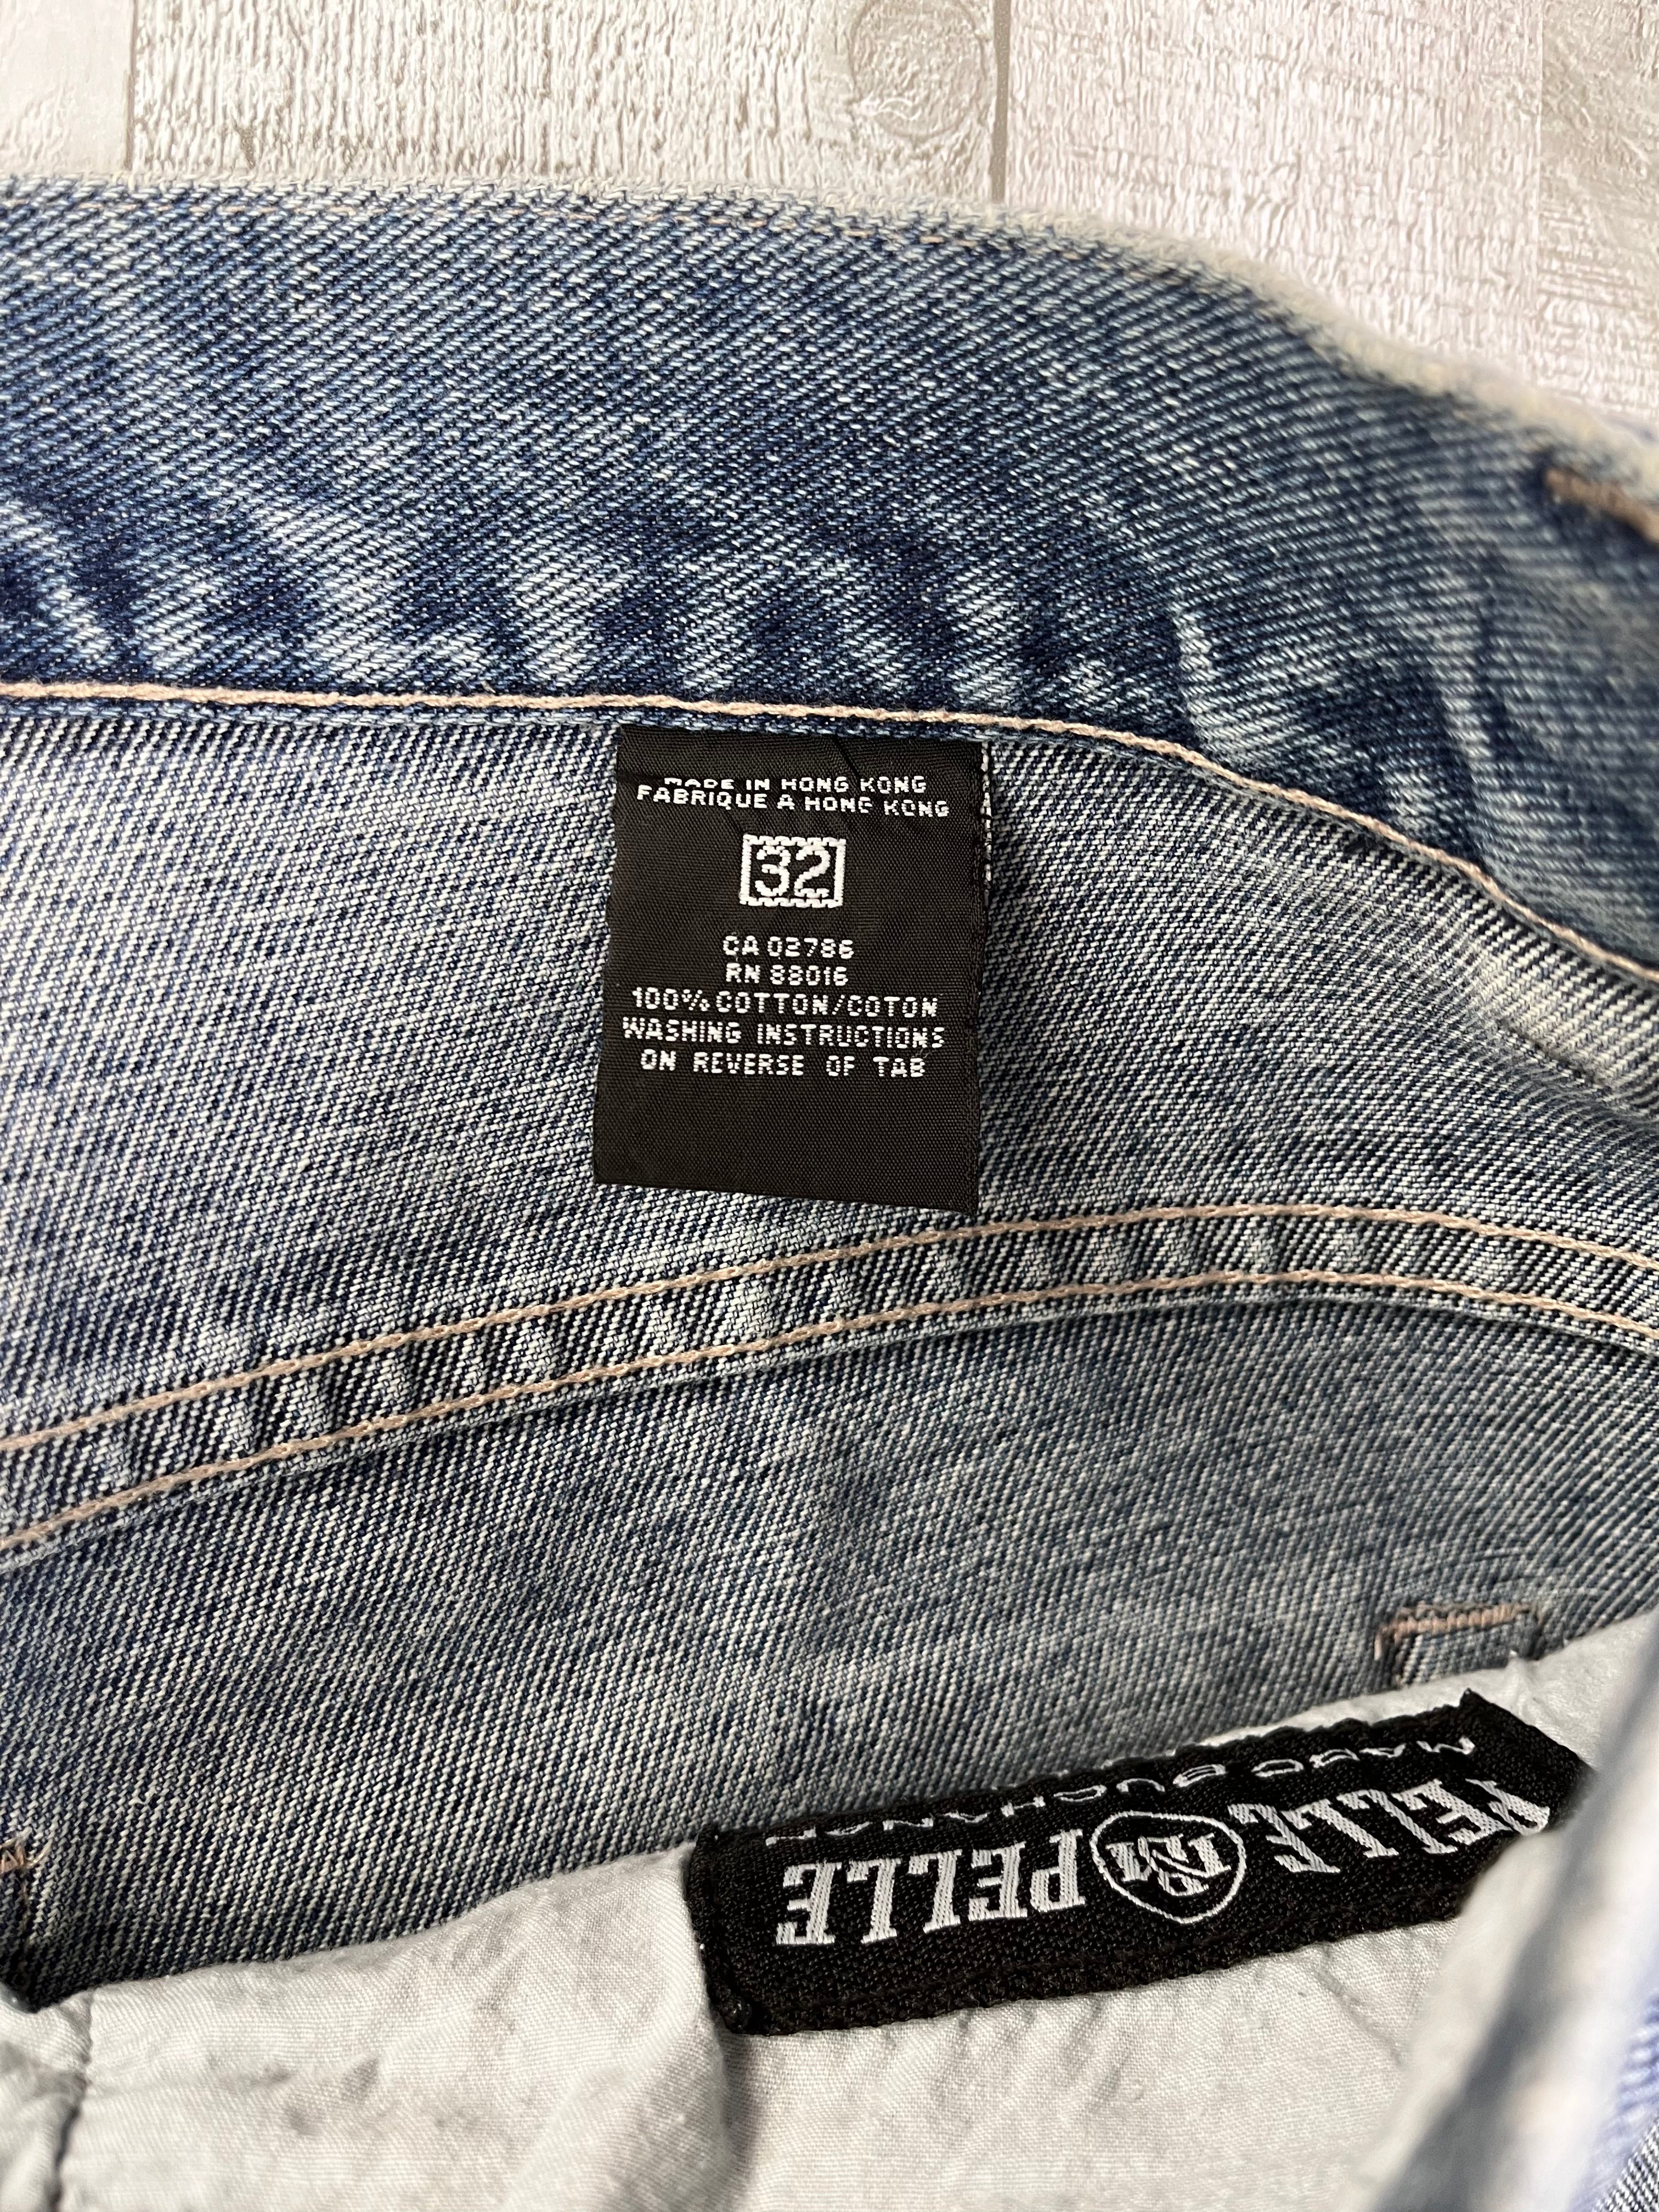 MADE IN HONG KONG
FABRIQUE A HONG KONG
32
CA 02786
RN 88016
100% COTTON/COTON
WASHING INSTRUCTIONS
ON REVERSE OF TAB
PELLE PELLE
MARC BUCHANAN